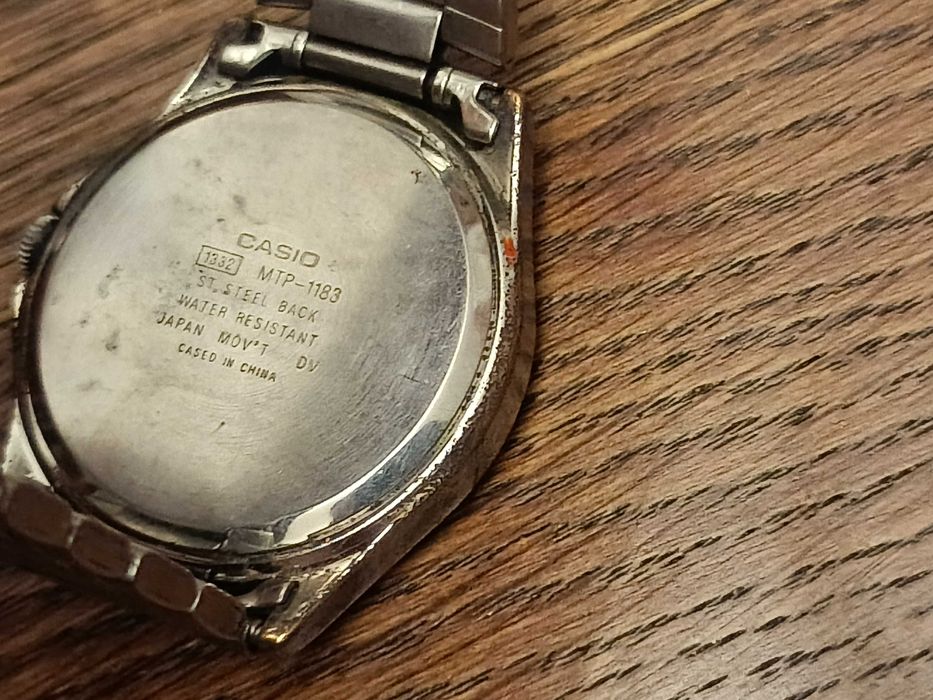 CASIO
1332 MTP-1183
ST. STEEL BACK
WATER RESISTANT
JAPAN MOV'T DV
CASED IN CHINA